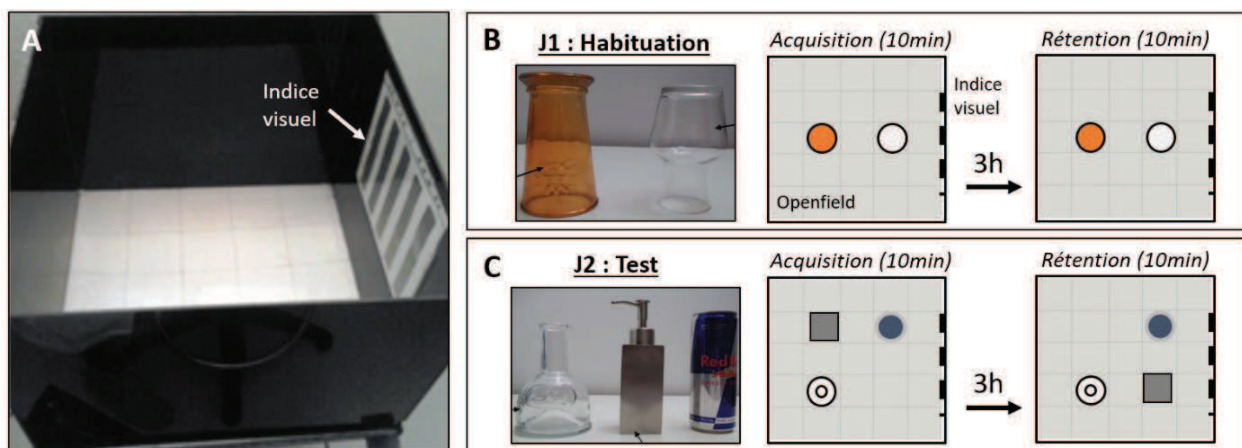 A
Indice
visuel
B
J1 : Habituation
Acquisition (10min)
Rétention (10min)
Indice
visuel
3h
Openfield
C
J2 : Test
Acquisition (10min)
Rétention (10min)
Red
3h